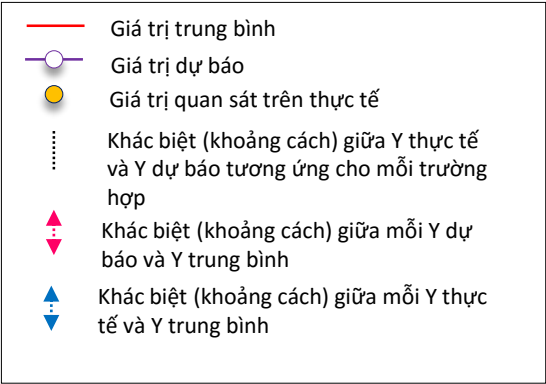 Giá trị trung bình
Giá trị dự báo
Giá trị quan sát trên thực tế
Khác biệt (khoảng cách) giữa Y thực tế
và Y dự báo tương ứng cho mỗi trường
hợp
Khác biệt (khoảng cách) giữa mỗi Y dự
báo và Y trung bình
Khác biệt (khoảng cách) giữa mỗi Y thực
tế và Y trung bình